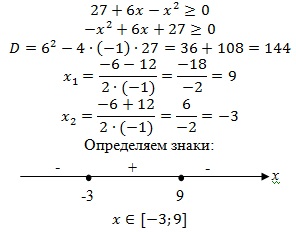 27 + 6x − x² ≥ 0
−x² + 6x + 27 ≥ 0
D = 6² − 4 · (−1) · 27 = 36 + 108 = 144
x₁ = (−6 − 12)/(2 · (−1)) = −18/−2 = 9
x₂ = (−6 + 12)/(2 · (−1)) = 6/−2 = −3
Определяем знаки:
- + - x
-3 9
x ∈ [−3; 9]